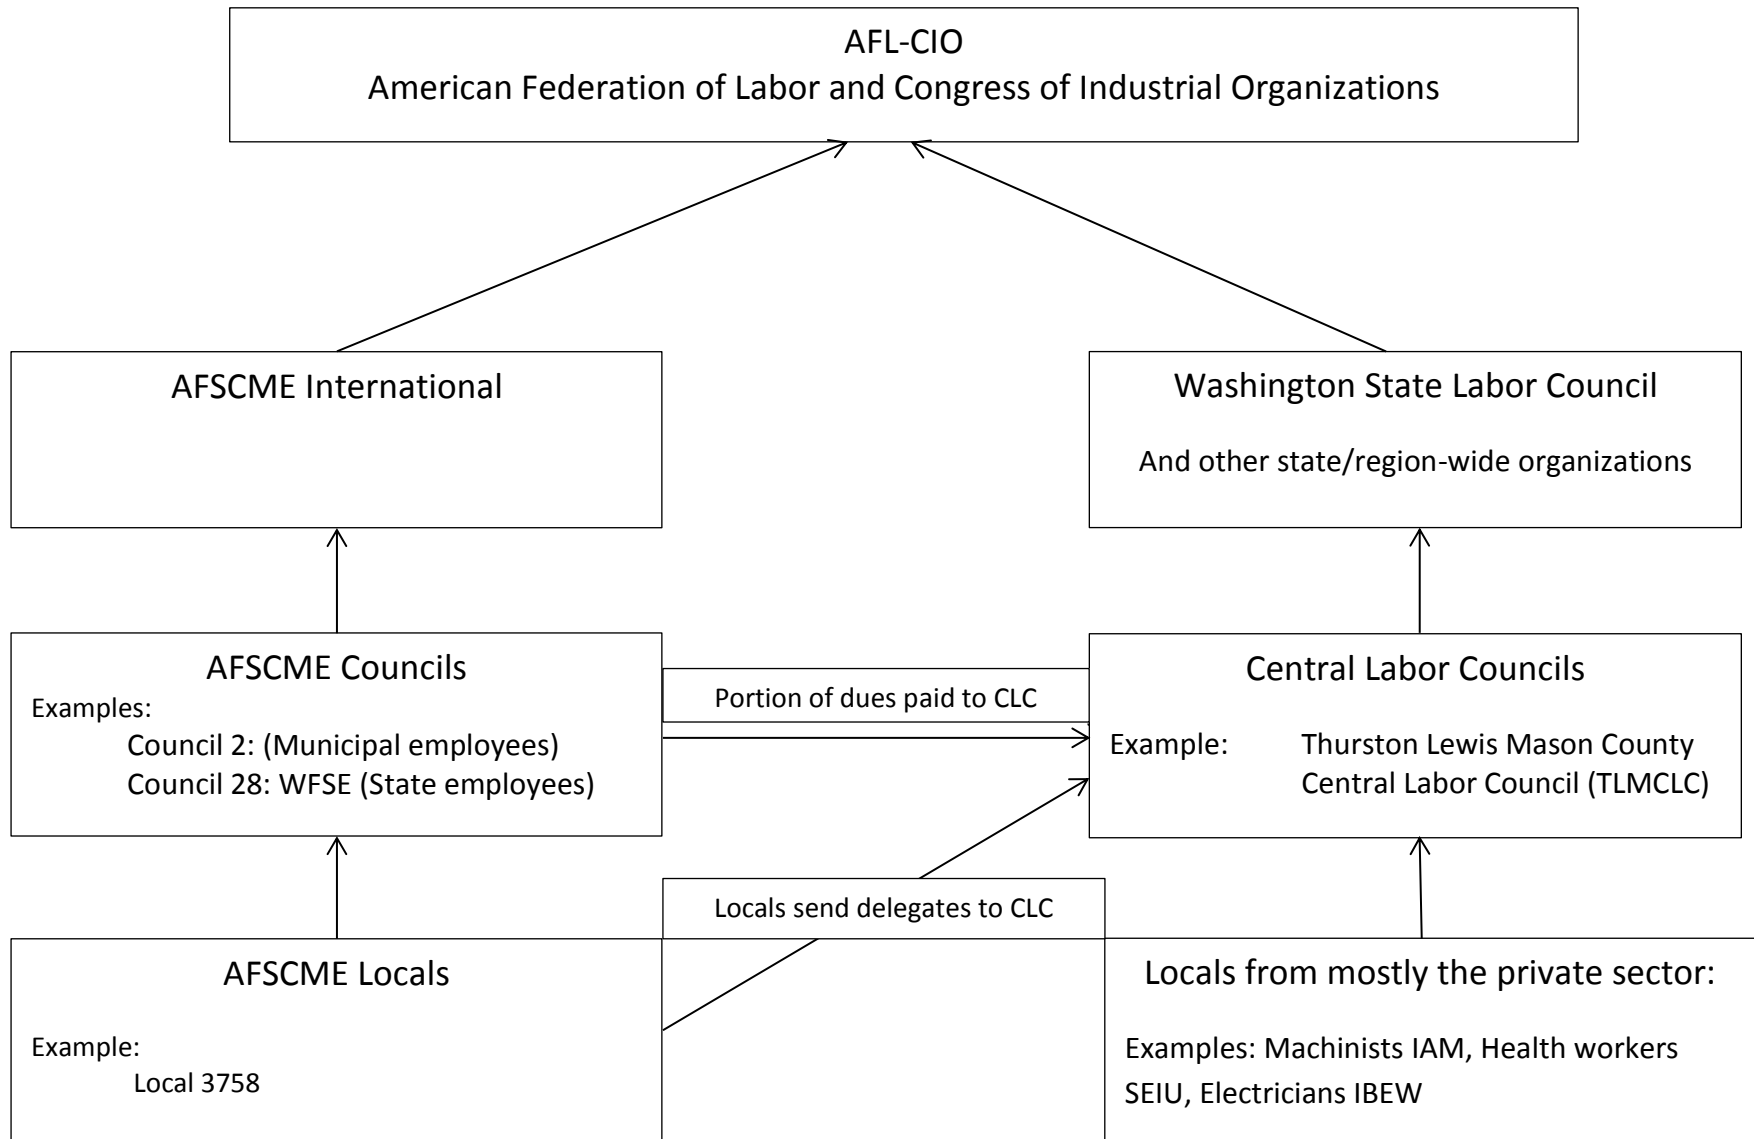 AFL-CIO
American Federation of Labor and Congress of Industrial Organizations
AFSCME International
Washington State Labor Council
And other state/region-wide organizations
AFSCME Councils
Examples:
Council 2: (Municipal employees)
Council 28: WFSE (State employees)
Portion of dues paid to CLC
Central Labor Councils
Example: Thurston Lewis Mason County
Central Labor Council (TLMCLC)
Locals send delegates to CLC
AFSCME Locals
Example:
Local 3758
Locals from mostly the private sector:
Examples: Machinists IAM, Health workers
SEIU, Electricians IBEW